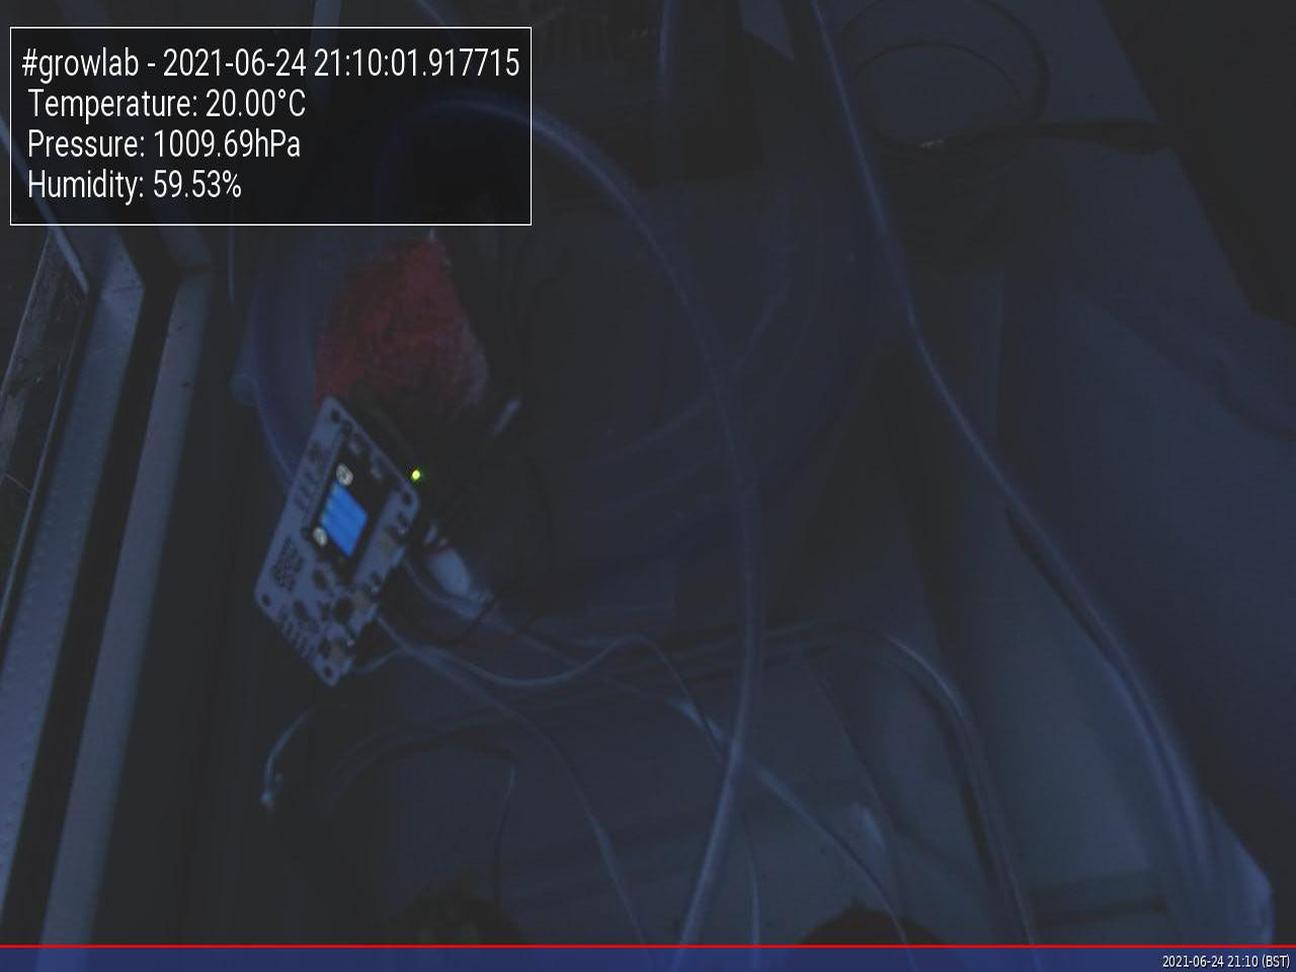 #growlab - 2021-06-24 21:10:01.917715
Temperature: 20.00°C
Pressure: 1009.69hPa
Humidity: 59.53%
2021-06-24 21:10 (BST)